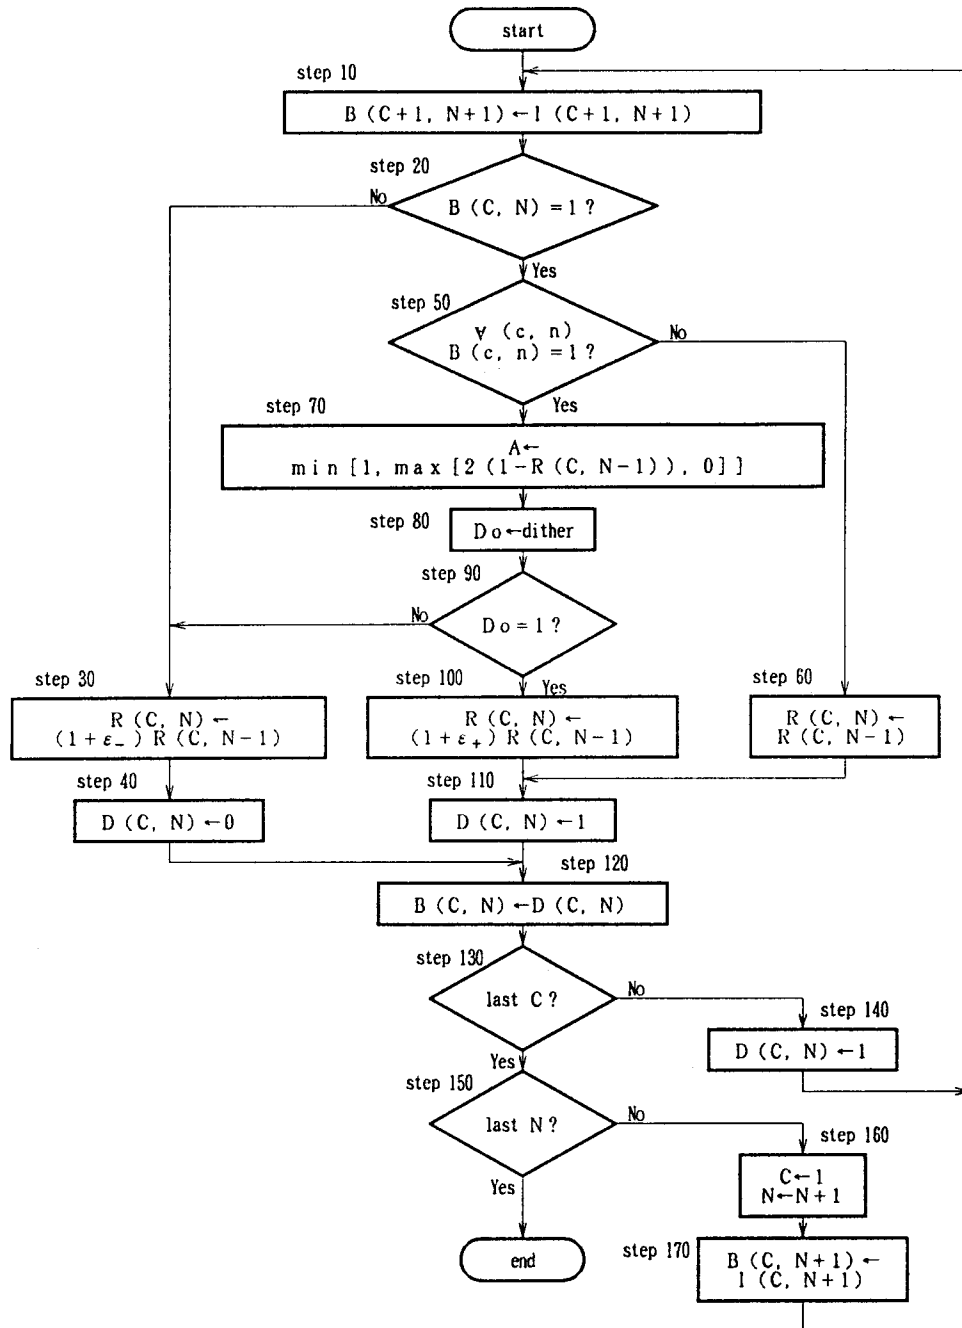 start
step 10
B (C+1, N+1) ←I (C+1, N+1)
step 20
No
B (C, N) =1 ?
Yes
step 50
∀ (c, n)
B (c, n) =1 ?
No
Yes
step 70
A←
min [1, max [2 (1-R (C, N-1)), 0] ]
step 80
Do←dither
step 90
No
Do=1 ?
Yes
step 30
R (C, N) ←
(1+ε₋) R (C, N-1)
step 100
R (C, N) ←
(1+ε₊) R (C, N-1)
step 60
R (C, N) ←
R (C, N-1)
step 40
D (C, N) ←0
step 110
D (C, N) ←1
step 120
B (C, N) ←D (C, N)
step 130
last C ?
No
Yes
step 140
D (C, N) ←1
step 150
last N ?
No
Yes
step 160
C←1
N←N+1
end
step 170
B (C, N+1) ←
I (C, N+1)